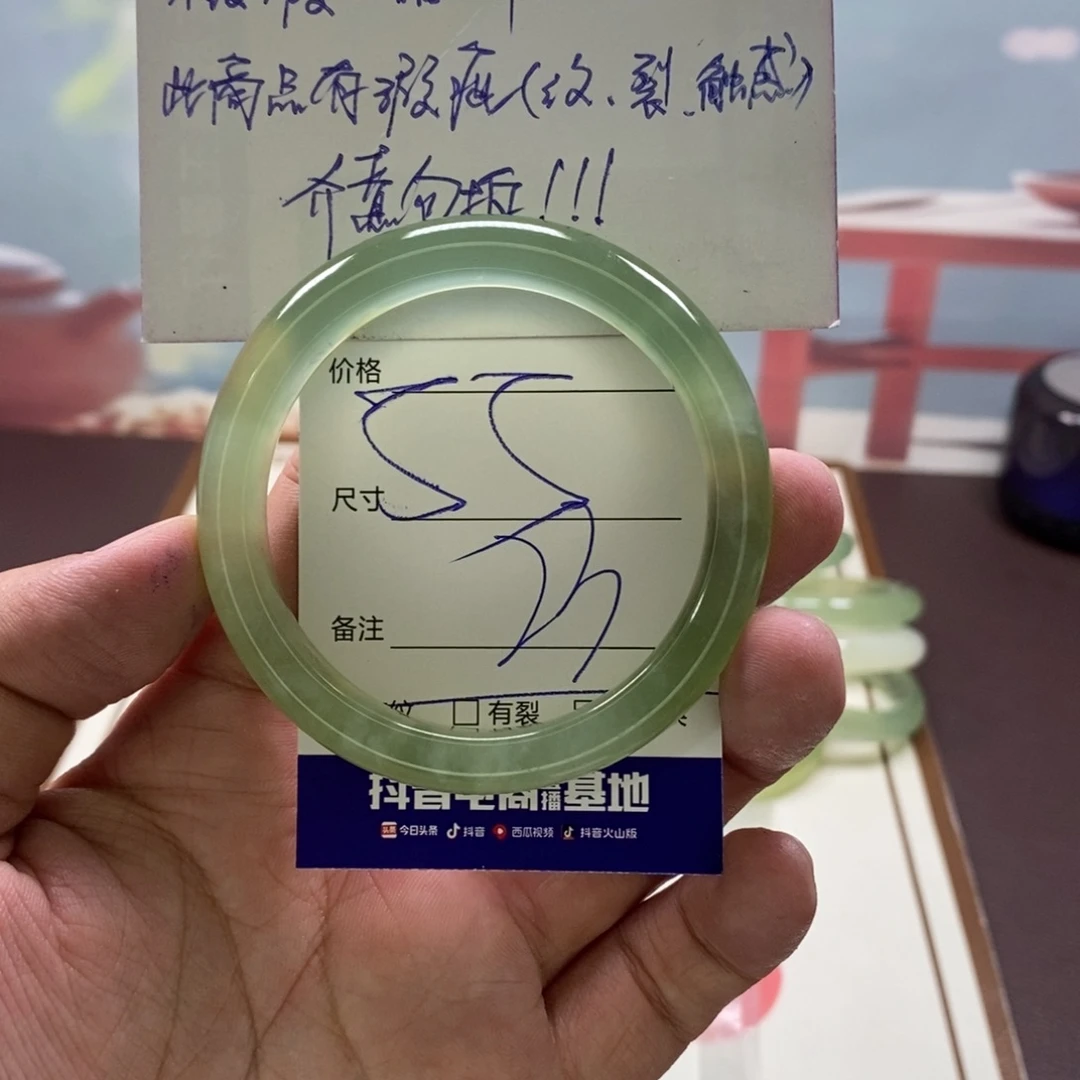 此商品有瑕疵(纹、裂、触感)
介意勿拍!!!
价格
尺寸
55
备注
纹 有裂
抖音电商直播基地
今日头条 抖音 西瓜视频 抖音火山版